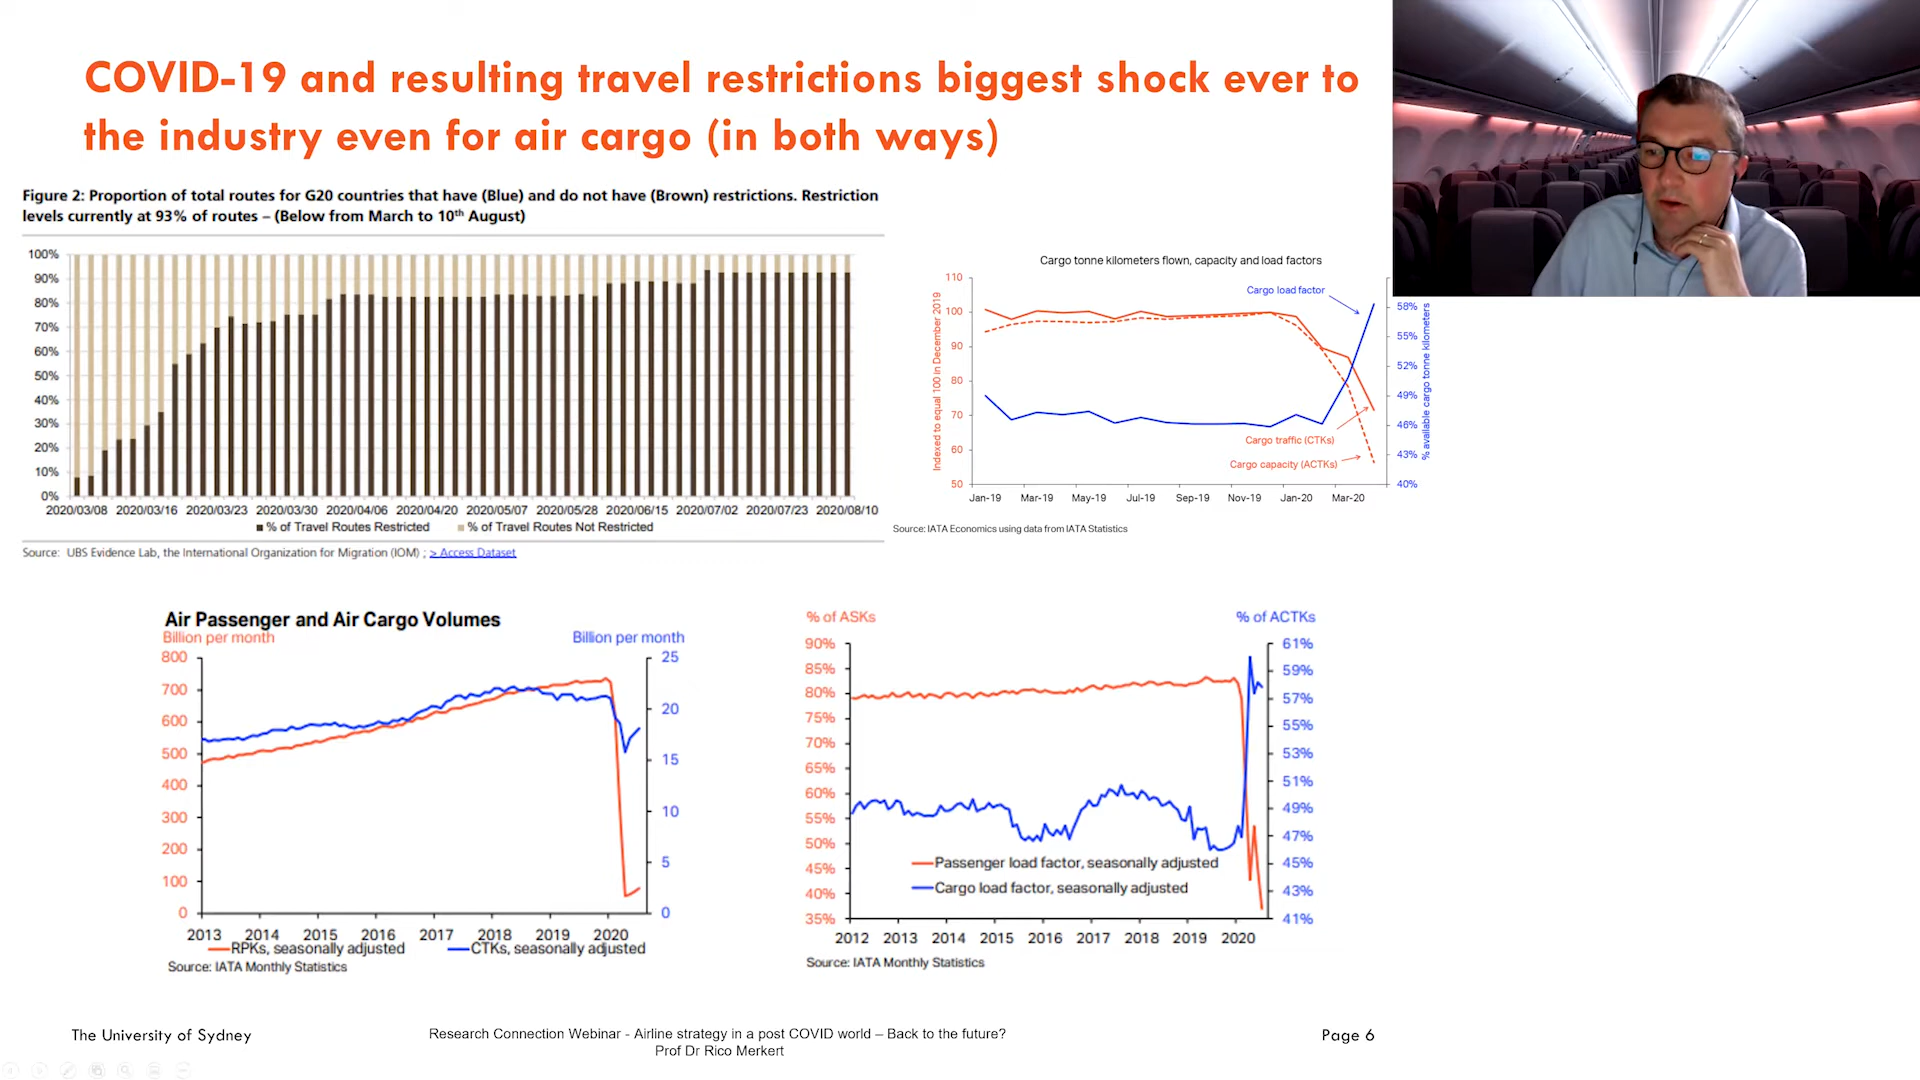 COVID-19 and resulting travel restrictions biggest shock ever to
the industry even for air cargo (in both ways)
Figure 2: Proportion of total routes for G20 countries that have (Blue) and do not have (Brown) restrictions. Restriction
levels currently at 93% of routes – (Below from March to 10th August)
100%
90%
80%
70%
60%
50%
40%
30%
20%
10%
0%
2020/03/08 2020/03/16 2020/03/23 2020/03/30 2020/04/06 2020/04/20 2020/05/07 2020/05/28 2020/06/15 2020/07/02 2020/07/23 2020/08/10
% of Travel Routes Restricted % of Travel Routes Not Restricted
Source: UBS Evidence Lab, the International Organization for Migration (IOM) ; > Access Dataset
Cargo tonne kilometers flown, capacity and load factors
Indexed to equal 100 in December 2019
110
100
90
80
70
60
50
Cargo load factor
Cargo traffic (CTKs)
Cargo capacity (ACTKs)
58%
55%
52%
49%
46%
43%
40%
% available cargo tonne kilometers
Jan-19 Mar-19 May-19 Jul-19 Sep-19 Nov-19 Jan-20 Mar-20
Source: IATA Economics using data from IATA Statistics
Air Passenger and Air Cargo Volumes
Billion per month Billion per month
800
700
600
500
400
300
200
100
0
25
20
15
10
5
0
2013 2014 2015 2016 2017 2018 2019 2020
RPKs, seasonally adjusted CTKs, seasonally adjusted
Source: IATA Monthly Statistics
% of ASKs % of ACTKs
90%
85%
80%
75%
70%
65%
60%
55%
50%
45%
40%
35%
61%
59%
57%
55%
53%
51%
49%
47%
45%
43%
41%
Passenger load factor, seasonally adjusted
Cargo load factor, seasonally adjusted
2012 2013 2014 2015 2016 2017 2018 2019 2020
Source: IATA Monthly Statistics
The University of Sydney
Research Connection Webinar - Airline strategy in a post COVID world – Back to the future?
Prof Dr Rico Merkert
Page 6